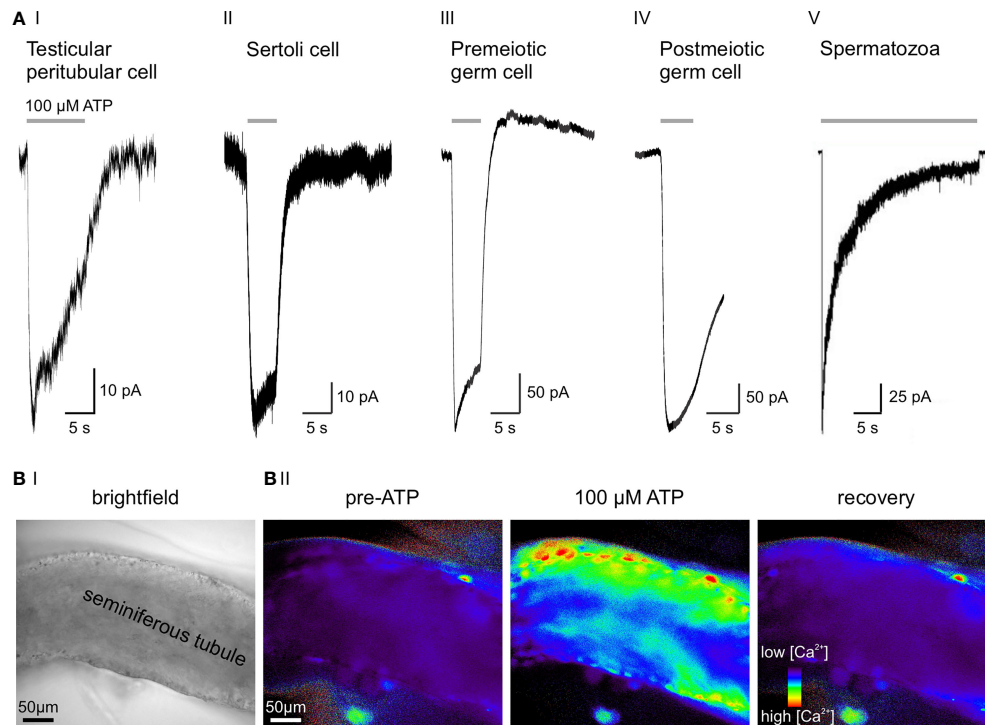 A I
Testicular
peritubular cell
100 µM ATP
10 pA
5 s
II
Sertoli cell
10 pA
5 s
III
Premeiotic
germ cell
50 pA
5 s
IV
Postmeiotic
germ cell
50 pA
5 s
V
Spermatozoa
25 pA
5 s
B I
brightfield
seminiferous tubule
50µm
B II
pre-ATP
100 µM ATP
recovery
50µm
low [Ca²⁺]
high [Ca²⁺]